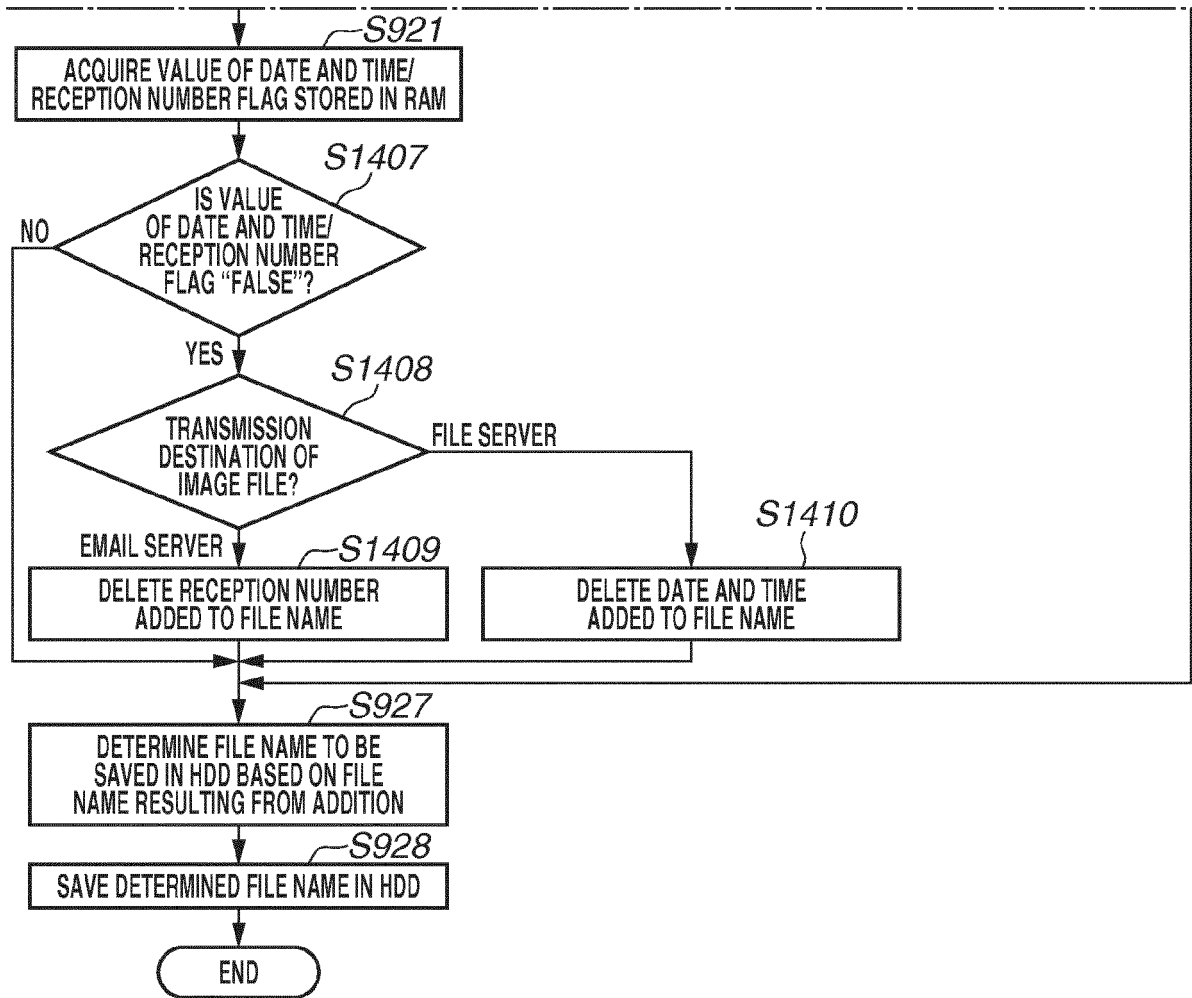 S921
ACQUIRE VALUE OF DATE AND TIME/
RECEPTION NUMBER FLAG STORED IN RAM
S1407
IS VALUE
OF DATE AND TIME/
RECEPTION NUMBER
FLAG “FALSE”?
NO
YES
S1408
TRANSMISSION
DESTINATION OF
IMAGE FILE?
FILE SERVER
EMAIL SERVER
S1409
DELETE RECEPTION NUMBER
ADDED TO FILE NAME
S1410
DELETE DATE AND TIME
ADDED TO FILE NAME
S927
DETERMINE FILE NAME TO BE
SAVED IN HDD BASED ON FILE
NAME RESULTING FROM ADDITION
S928
SAVE DETERMINED FILE NAME IN HDD
END